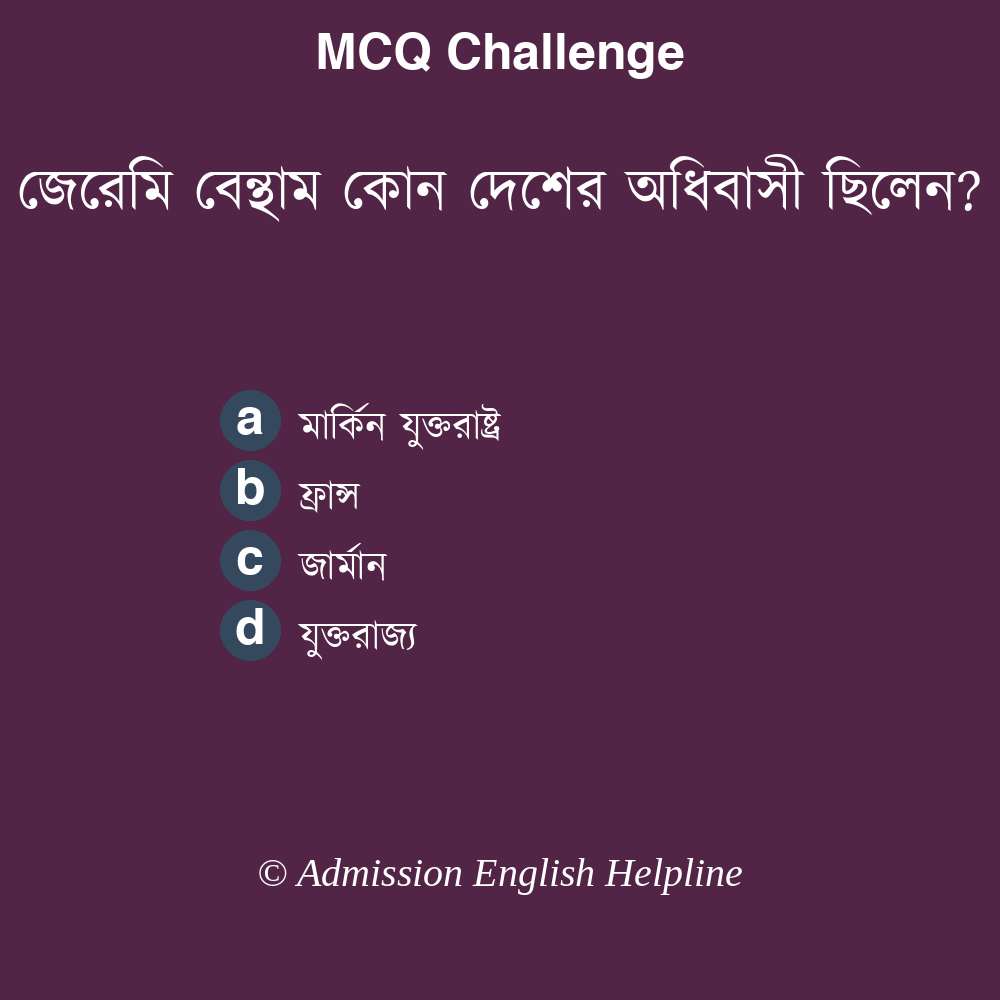 MCQ Challenge
জেরেমি বেন্থাম কোন দেশের অধিবাসী ছিলেন?
a মার্কিন যুক্তরাষ্ট্র
b ফ্রান্স
c জার্মান
d যুক্তরাজ্য
© Admission English Helpline